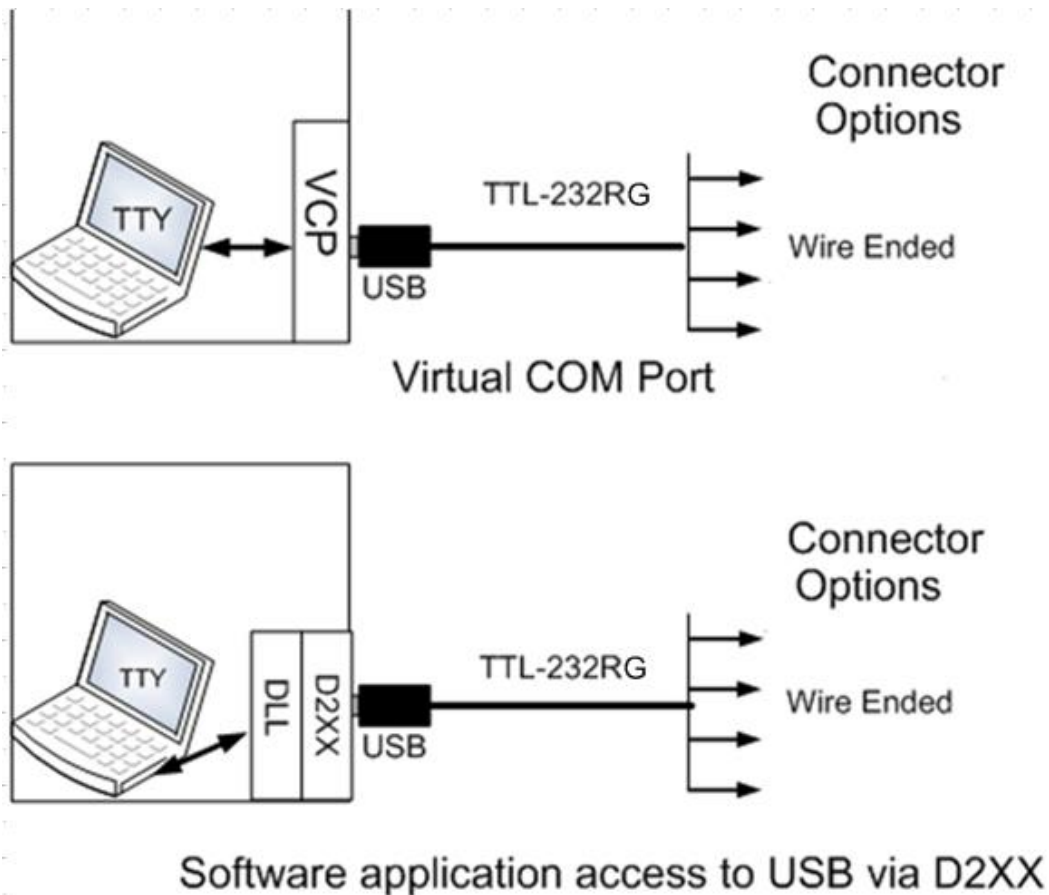 Connector
Options
TTY
VCP
TTL-232RG
USB
Wire Ended
Virtual COM Port
Connector
Options
TTY
DLL
D2XX
TTL-232RG
USB
Wire Ended
Software application access to USB via D2XX